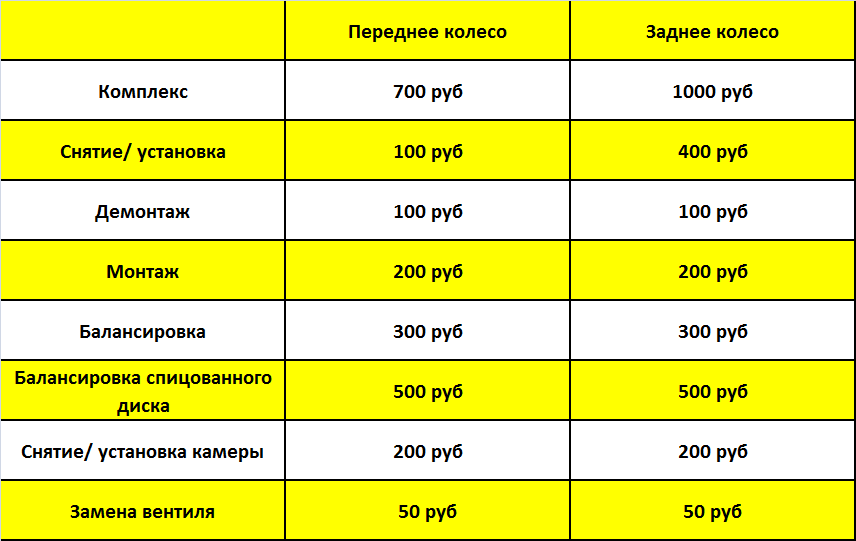 Переднее колесо Заднее колесо
Комплекс 700 руб 1000 руб
Снятие/ установка 100 руб 400 руб
Демонтаж 100 руб 100 руб
Монтаж 200 руб 200 руб
Балансировка 300 руб 300 руб
Балансировка спицованного
диска 500 руб 500 руб
Снятие/ установка камеры 200 руб 200 руб
Замена вентиля 50 руб 50 руб